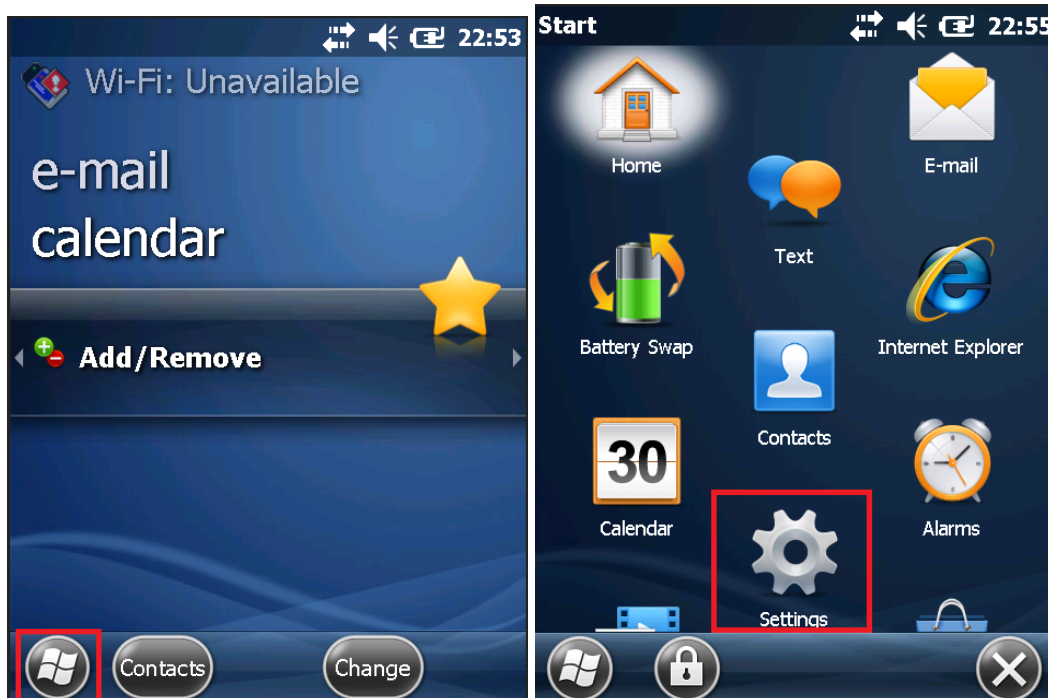 22:53
Wi-Fi: Unavailable
e-mail
calendar
Add/Remove
Contacts
Change
Start
22:55
Home
E-mail
Text
Battery Swap
Internet Explorer
Contacts
30
Calendar
Alarms
Settings